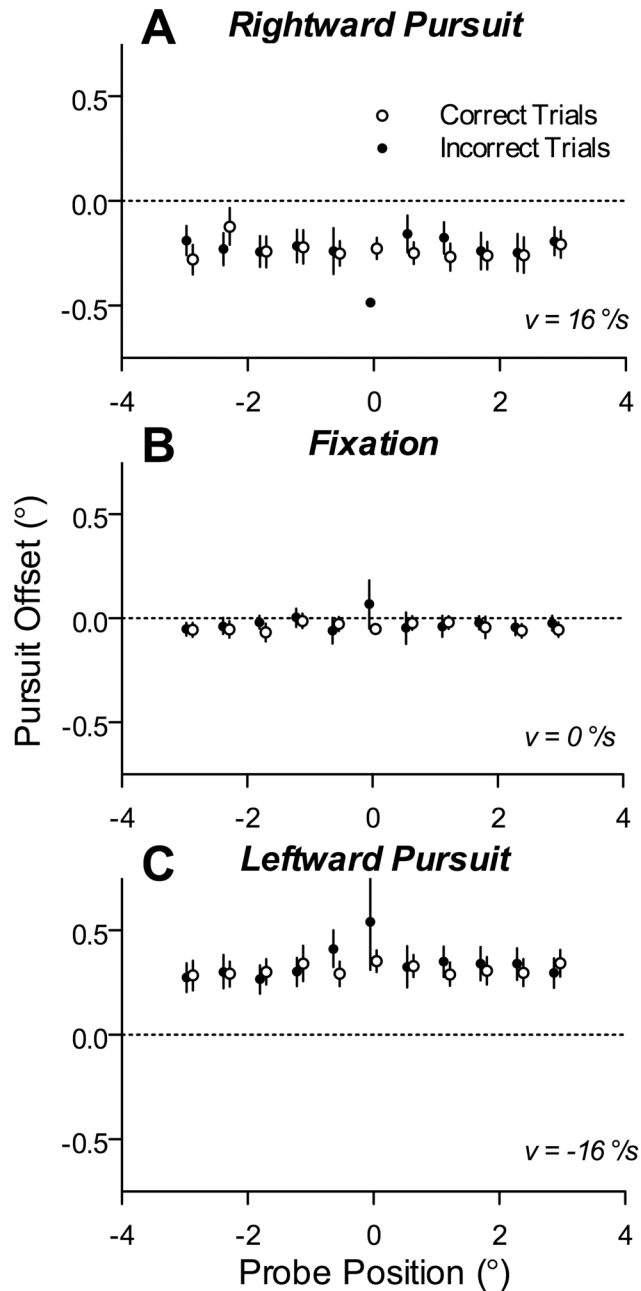 A Rightward Pursuit
0.5
Correct Trials
Incorrect Trials
0.0
-0.5
v = 16 °/s
-4 -2 0 2 4
B Fixation
0.5
0.0
-0.5
v = 0 °/s
-4 -2 0 2 4
Pursuit Offset (°)
C Leftward Pursuit
0.5
0.0
-0.5
v = -16 °/s
-4 -2 0 2 4
Probe Position (°)